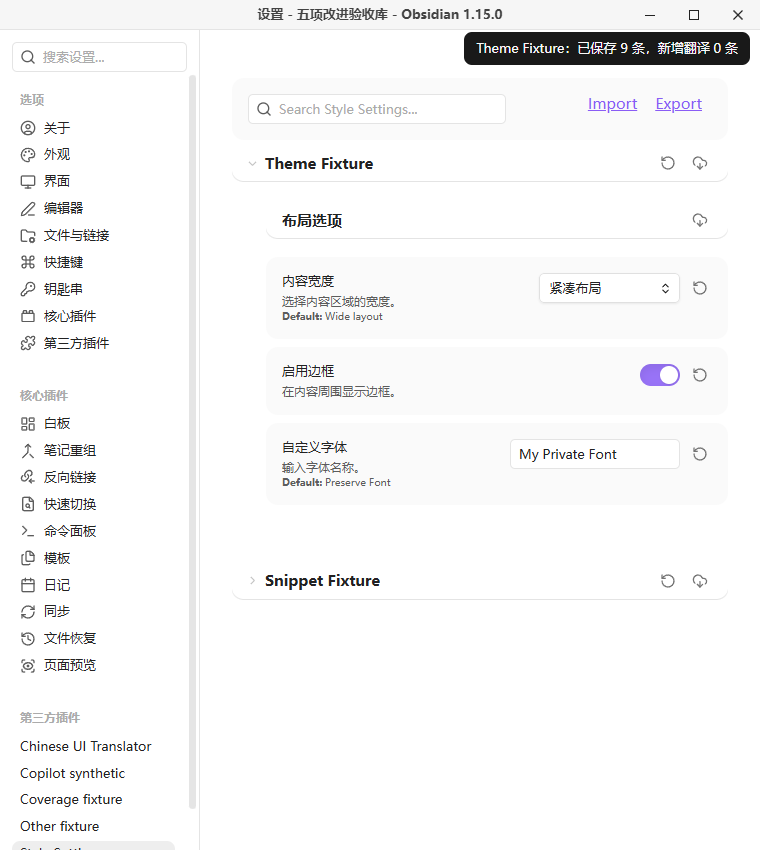 设置 - 五项改进验收库 - Obsidian 1.15.0
Theme Fixture：已保存 9 条，新增翻译 0 条
搜索设置...
选项
关于
外观
界面
编辑器
文件与链接
快捷键
钥匙串
核心插件
第三方插件
核心插件
白板
笔记重组
反向链接
快速切换
命令面板
模板
日记
同步
文件恢复
页面预览
第三方插件
Chinese UI Translator
Copilot synthetic
Coverage fixture
Other fixture
Search Style Settings...
Import
Export
Theme Fixture
布局选项
内容宽度
选择内容区域的宽度。
Default: Wide layout
紧凑布局
启用边框
在内容周围显示边框。
自定义字体
输入字体名称。
Default: Preserve Font
My Private Font
Snippet Fixture